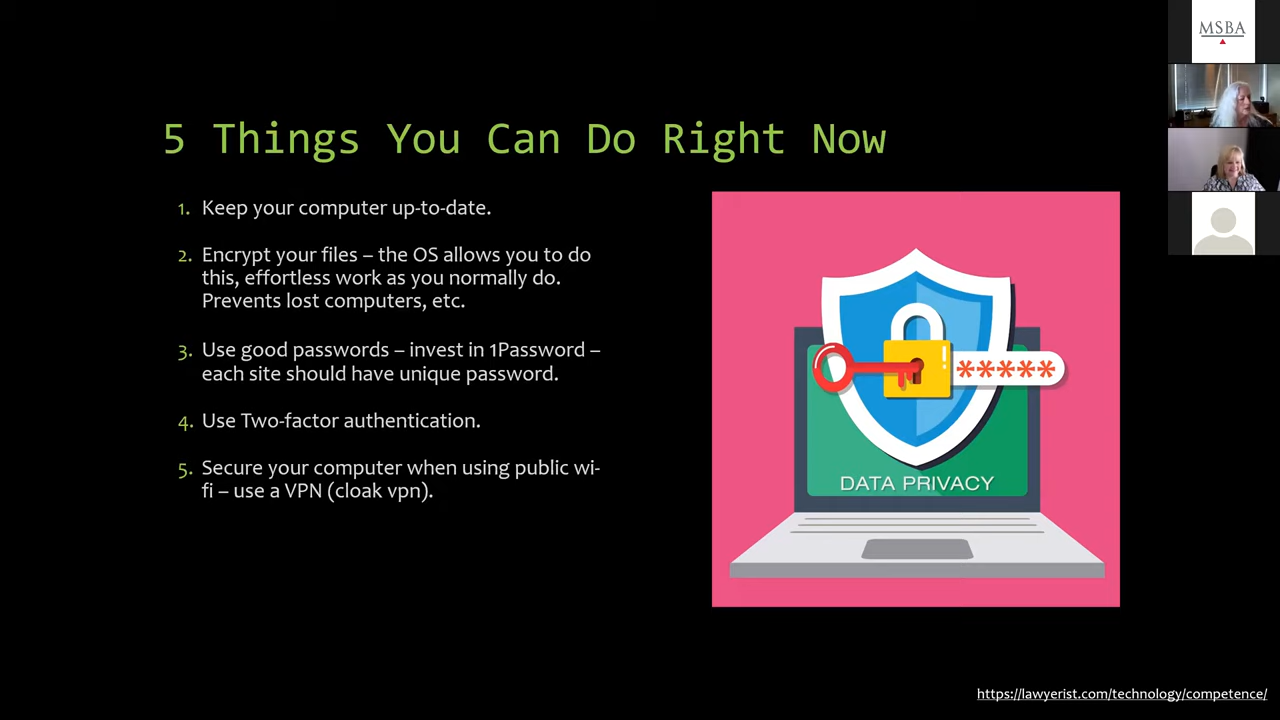 MSBA
5 Things You Can Do Right Now
1. Keep your computer up-to-date.
2. Encrypt your files – the OS allows you to do
this, effortless work as you normally do.
Prevents lost computers, etc.
3. Use good passwords – invest in 1Password –
each site should have unique password.
4. Use Two-factor authentication.
5. Secure your computer when using public wi-
fi – use a VPN (cloak vpn).
*****
DATA PRIVACY
https://lawyerist.com/technology/competence/